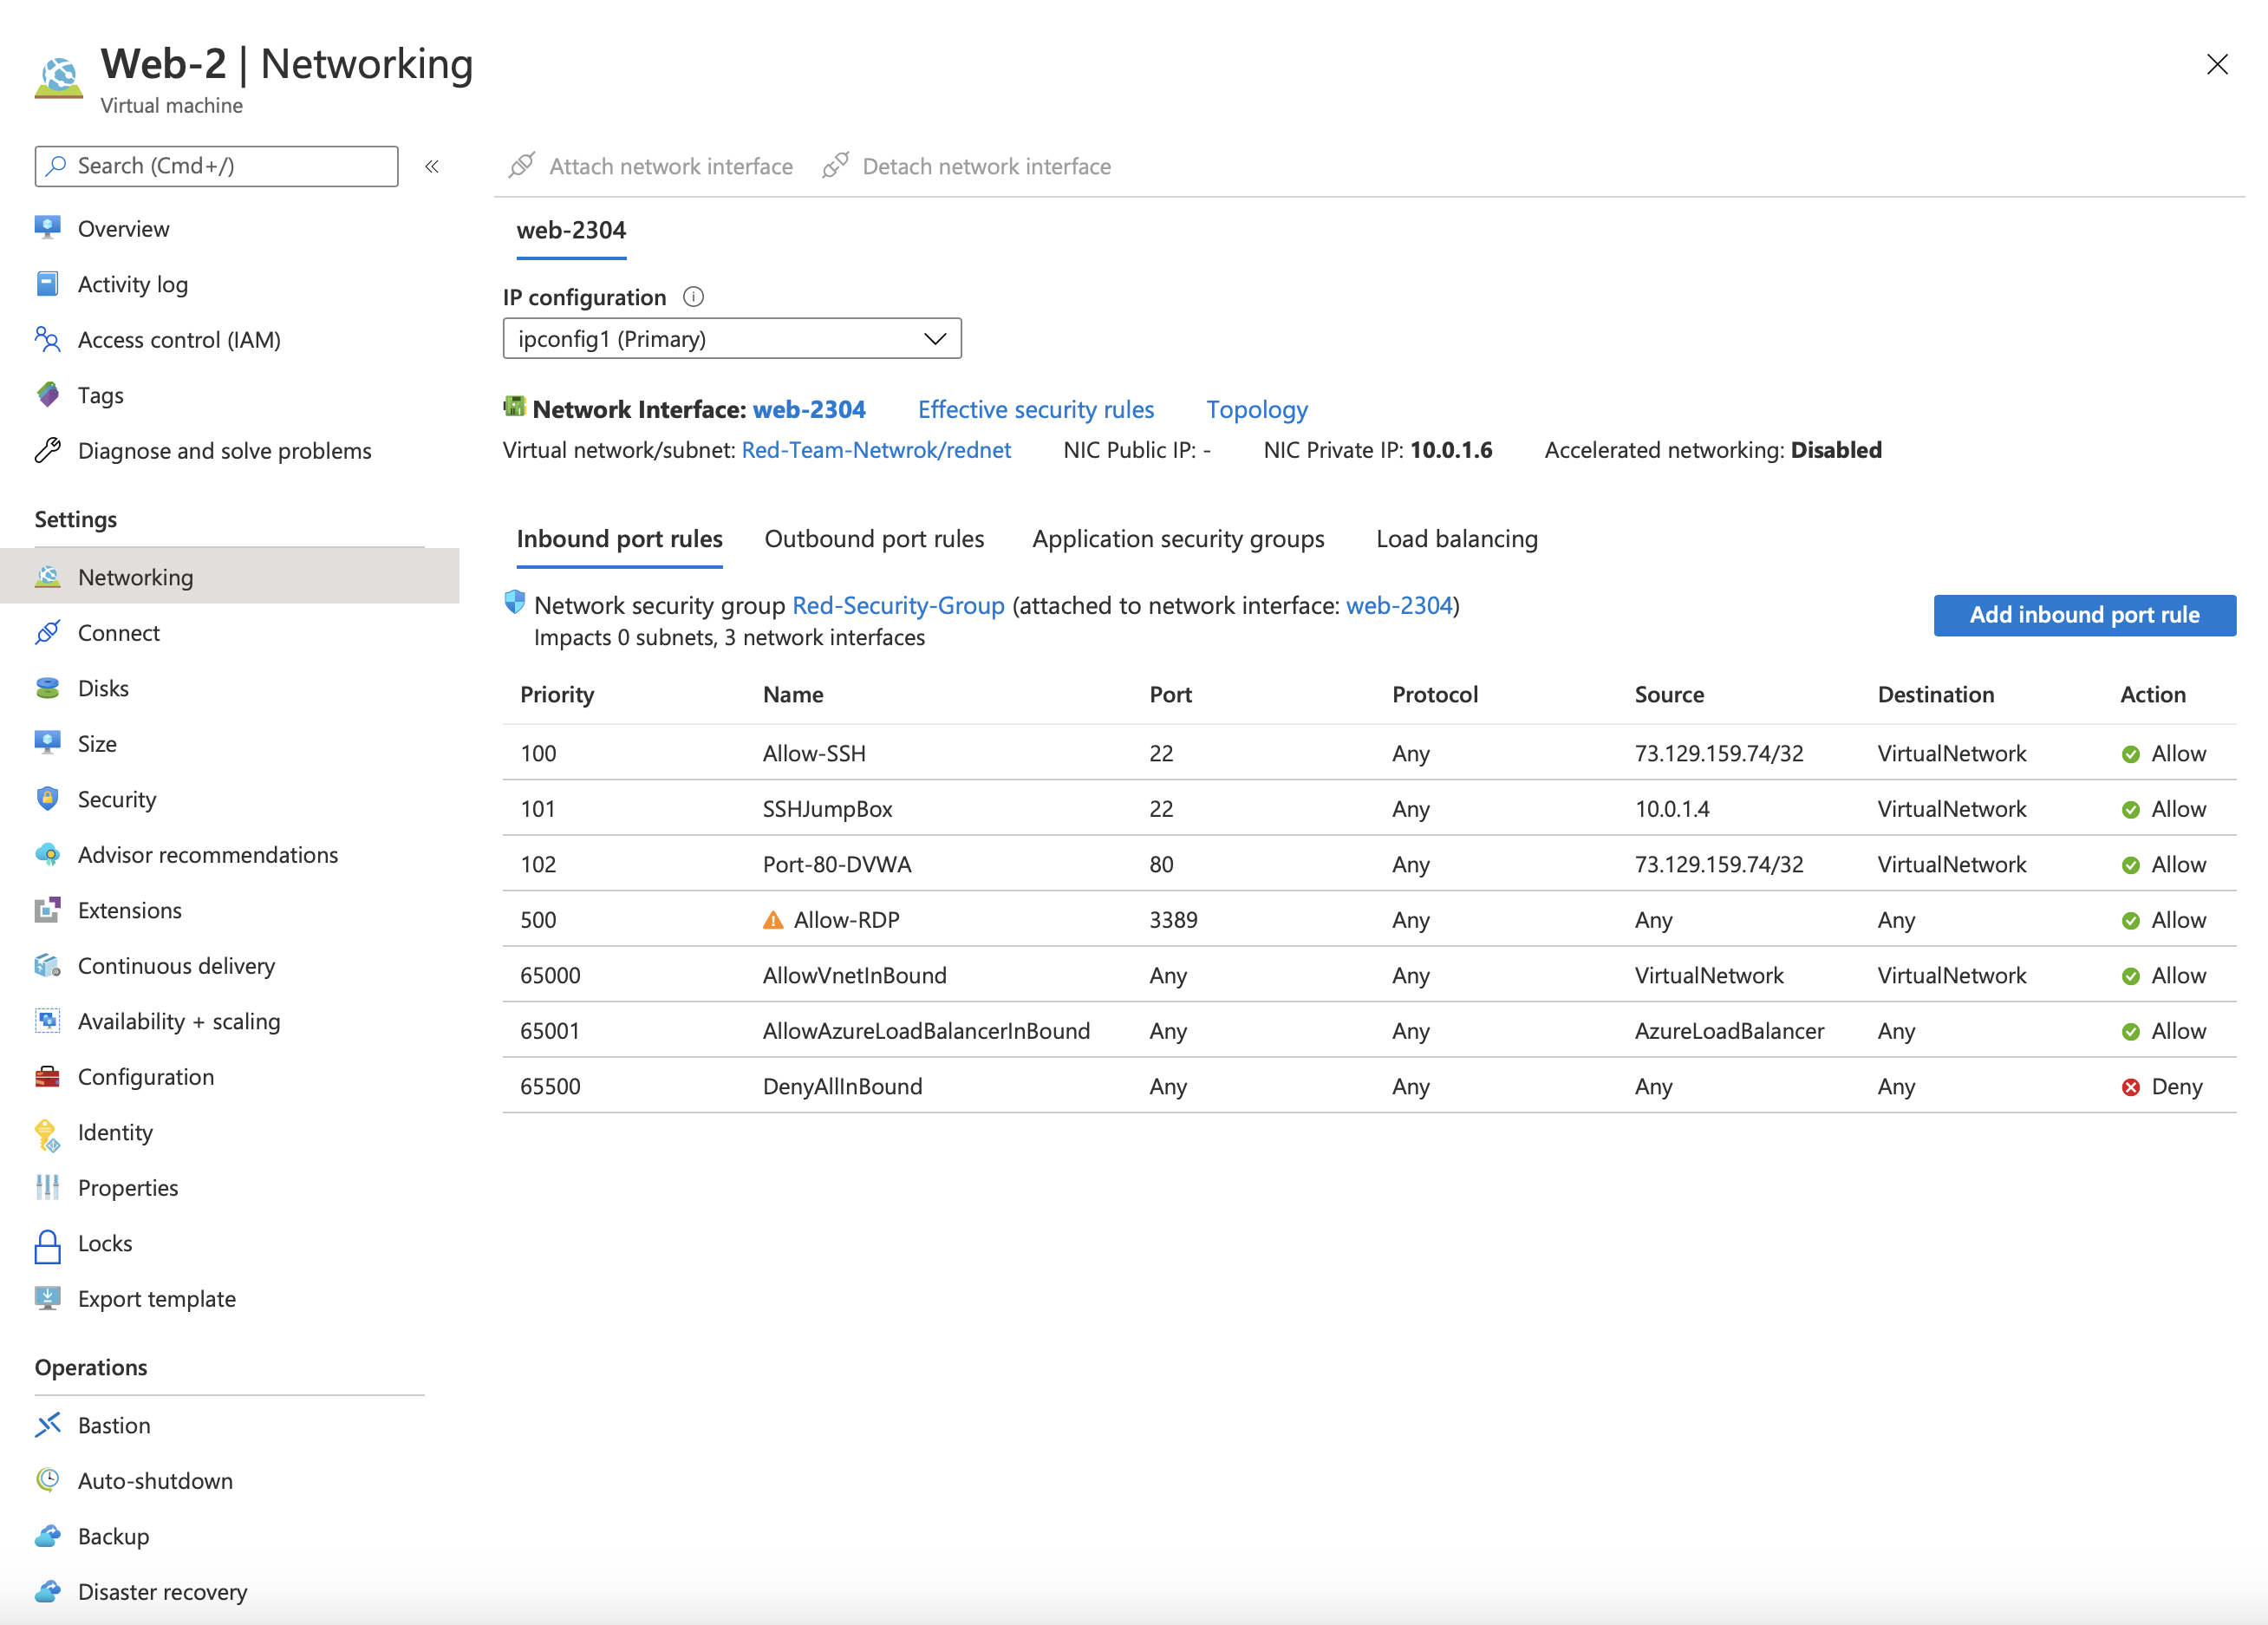 Web-2 | Networking
Virtual machine
Search (Cmd+/)
«
Attach network interface
Detach network interface
Overview
Activity log
Access control (IAM)
Tags
Diagnose and solve problems
Settings
Networking
Connect
Disks
Size
Security
Advisor recommendations
Extensions
Continuous delivery
Availability + scaling
Configuration
Identity
Properties
Locks
Export template
Operations
Bastion
Auto-shutdown
Backup
Disaster recovery
web-2304
IP configuration
ipconfig1 (Primary)
Network Interface: web-2304 Effective security rules Topology
Virtual network/subnet: Red-Team-Netwrok/rednet NIC Public IP: - NIC Private IP: 10.0.1.6 Accelerated networking: Disabled
Inbound port rules Outbound port rules Application security groups Load balancing
Network security group Red-Security-Group (attached to network interface: web-2304)
Impacts 0 subnets, 3 network interfaces
Add inbound port rule
Priority Name Port Protocol Source Destination Action
100 Allow-SSH 22 Any 73.129.159.74/32 VirtualNetwork Allow
101 SSHJumpBox 22 Any 10.0.1.4 VirtualNetwork Allow
102 Port-80-DVWA 80 Any 73.129.159.74/32 VirtualNetwork Allow
500 Allow-RDP 3389 Any Any Any Allow
65000 AllowVnetInBound Any Any VirtualNetwork VirtualNetwork Allow
65001 AllowAzureLoadBalancerInBound Any Any AzureLoadBalancer Any Allow
65500 DenyAllInBound Any Any Any Any Deny